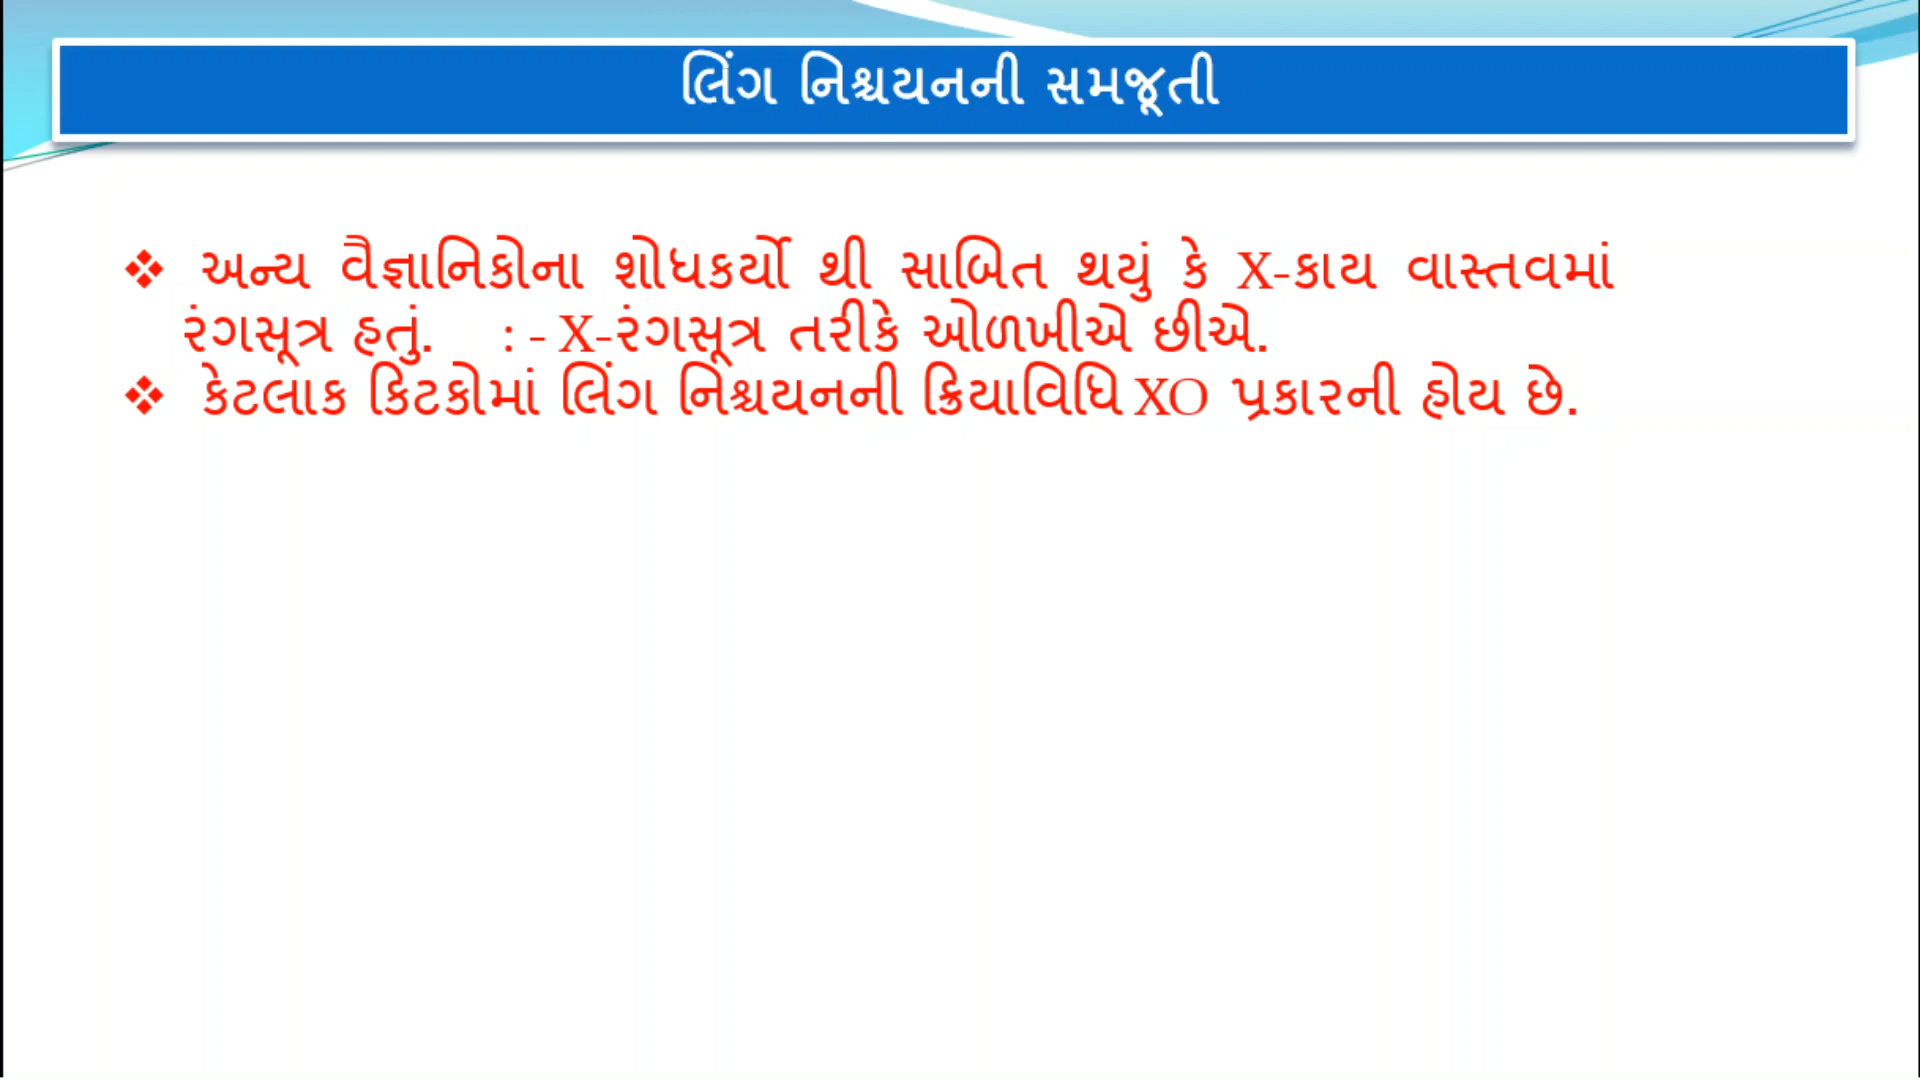 લિંગ નિશ્ચયનની સમજૂતી
❖ અન્ય વૈજ્ઞાનિકોના શોધકર્યો થી સાબિત થયું કે X-કાય વાસ્તવમાં
રંગસૂત્ર હતું. : - X-રંગસૂત્ર તરીકે ઓળખીએ છીએ.
❖ કેટલાક કિટકોમાં લિંગ નિશ્ચયનની ક્રિયાવિધિ XO પ્રકારની હોય છે.